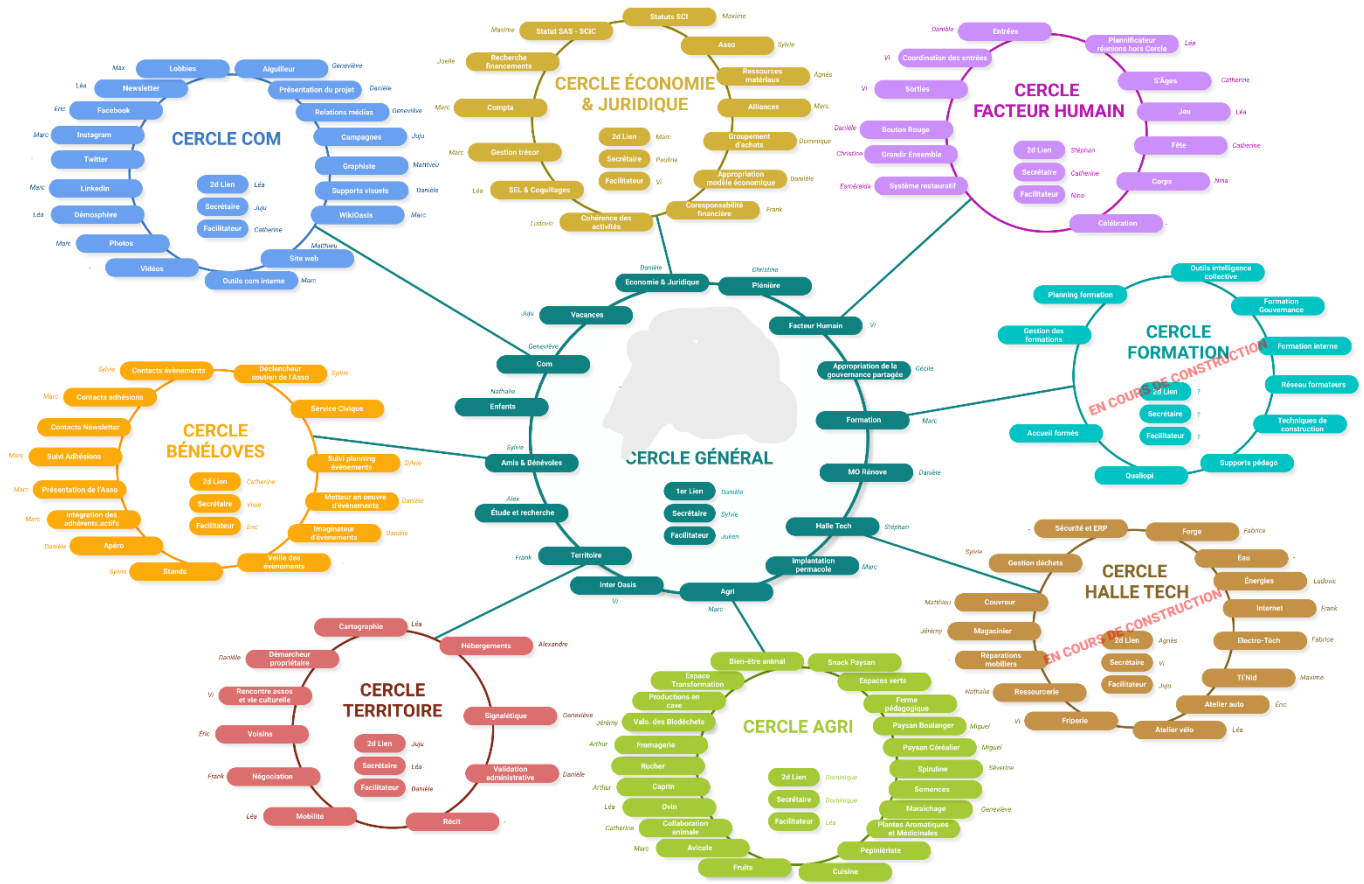 CERCLE COM
Max
Lobbies
Aiguilleur
Geneviève
Léa
Newsletter
Présentation du projet
Danièle
Éric
Facebook
Relations médias
Geneviève
Marc
Instagram
Campagnes
Juju
-
Twitter
Graphiste
Matthieu
Marc
LinkedIn
Supports visuels
Danièle
Léa
Démosphère
WikiOasis
Marc
Marc
Photos
Matthieu
Site web
-
Vidéos
Outils com interne
Marc
2d Lien
Léa
Secrétaire
Juju
Facilitateur
Catherine
CERCLE ÉCONOMIE
& JURIDIQUE
Statuts SCI
Maxime
Maxime
Statut SAS - SCIC
Asso
Sylvie
Joelle
Recherche
financements
Ressources
matériaux
Agnès
Marc
Compta
Alliances
Marc
Marc
Gestion trésor
Groupement
d'achats
Dominique
Léa
SEL & Coquillages
Appropriation
modèle économique
Danièle
Ludovic
Cohérence des
activités
Coresponsabilité
financière
Frank
2d Lien
Marc
Secrétaire
Pauline
Facilitateur
Vi
CERCLE
FACTEUR HUMAIN
Danièle
Entrées
Plannificateur
réunions hors Cercle
Léa
Vi
Coordination des entrées
S'Âges
Catherine
Vi
Sorties
Jeu
Léa
Danièle
Bouton Rouge
Fête
Catherine
Christine
Grandir Ensemble
Corps
Nina
Esméralda
Système restauratif
Célébration
-
2d Lien
Stéphan
Secrétaire
Catherine
Facilitateur
Nina
CERCLE GÉNÉRAL
Danièle
Economie & Juridique
Christine
Plénière
Juju
Vacances
Facteur Humain
Vi
Geneviève
Com
Appropriation de la
gouvernance partagée
Cécile
Nathalie
Enfants
Formation
Marc
Sylvie
Amis & Bénévoles
MO Rénove
Danièle
Alex
Étude et recherche
Halle Tech
Stéphan
Frank
Territoire
Implantation
permacole
Marc
Inter Oasis
Vi
Agri
Marc
1er Lien
Danièle
Secrétaire
Sylvie
Facilitateur
Julien
CERCLE
FORMATION
EN COURS DE CONSTRUCTION
Outils intelligence
collective
Planning formation
Formation
Gouvernance
Gestion des
formations
Formation interne
Réseau formateurs
Accueil formés
Techniques de
construction
Qualiopi
Supports pédago
2d Lien
?
Secrétaire
?
Facilitateur
?
CERCLE
BÉNÉLOVES
Sylvie
Contacts évènements
Déclencheur
soutien de l'Asso
Sylvie
Marc
Contacts adhésions
Service Civique
Contacts Newsletter
Marc
Suivi Adhésions
Suivi planning
évènements
Sylvie
Marc
Présentation de l'Asso
Metteur en oeuvre
d'évènements
Danièle
Marc
Intégration des
adhérents actifs
Imaginateur
d'évènements
Danièle
Danièle
Apéro
Veille des
évènements
-
Sylvie
Stands
2d Lien
Catherine
Secrétaire
Facilitateur
Eric
CERCLE
HALLE TECH
EN COURS DE CONSTRUCTION
-
Sécurité et ERP
Forge
Fabrice
Sylvie
Gestion déchets
Eau
-
Matthieu
Couvreur
Énergies
Ludovic
Jérémy
Magasinier
Internet
Frank
-
Réparations
mobiliers
Electro-Tech
Fabrice
Nathalie
Ressourcerie
Ti'Nid
Maxime
Vi
Friperie
Atelier auto
Éric
Atelier vélo
Léa
2d Lien
Agnès
Secrétaire
Vi
Facilitateur
Juju
CERCLE
TERRITOIRE
Cartographie
Léa
Hébergements
Alexandre
Danièle
Démarcheur
propriétaire
Vi
Rencontre assos
et vie culturelle
Signalétique
Geneviève
Éric
Voisins
Frank
Négociation
Validation
administrative
Danièle
Léa
Mobilité
Récit
-
2d Lien
Juju
Secrétaire
Léa
Facilitateur
Danièle
CERCLE AGRI
Bien-être animal
Snack Paysan
Espace
Transformation
Espaces verts
Productions en
cave
Ferme
pédagogique
Jérémy
Valo. des Biodéchets
Paysan Boulanger
Miguel
Arthur
Fromagerie
Paysan Céréalier
Miguel
Rucher
Spiruline
Séverine
Arthur
Caprin
Semences
Léa
Ovin
Maraîchage
Geneviève
Catherine
Collaboration
animale
Plantes Aromatiques
et Médicinales
Marc
Avicole
Pépiniériste
Fruits
Cuisine
2d Lien
Dominique
Secrétaire
Dominique
Facilitateur
Léa